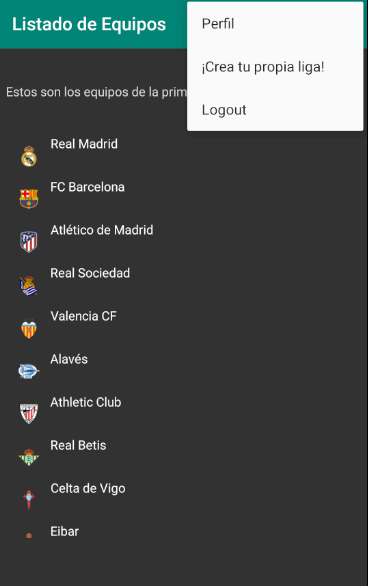 Listado de Equipos
Perfil
¡Crea tu propia liga!
Logout
Estos son los equipos de la prim
Real Madrid
FC Barcelona
Atlético de Madrid
Real Sociedad
Valencia CF
Alavés
Athletic Club
Real Betis
Celta de Vigo
Eibar